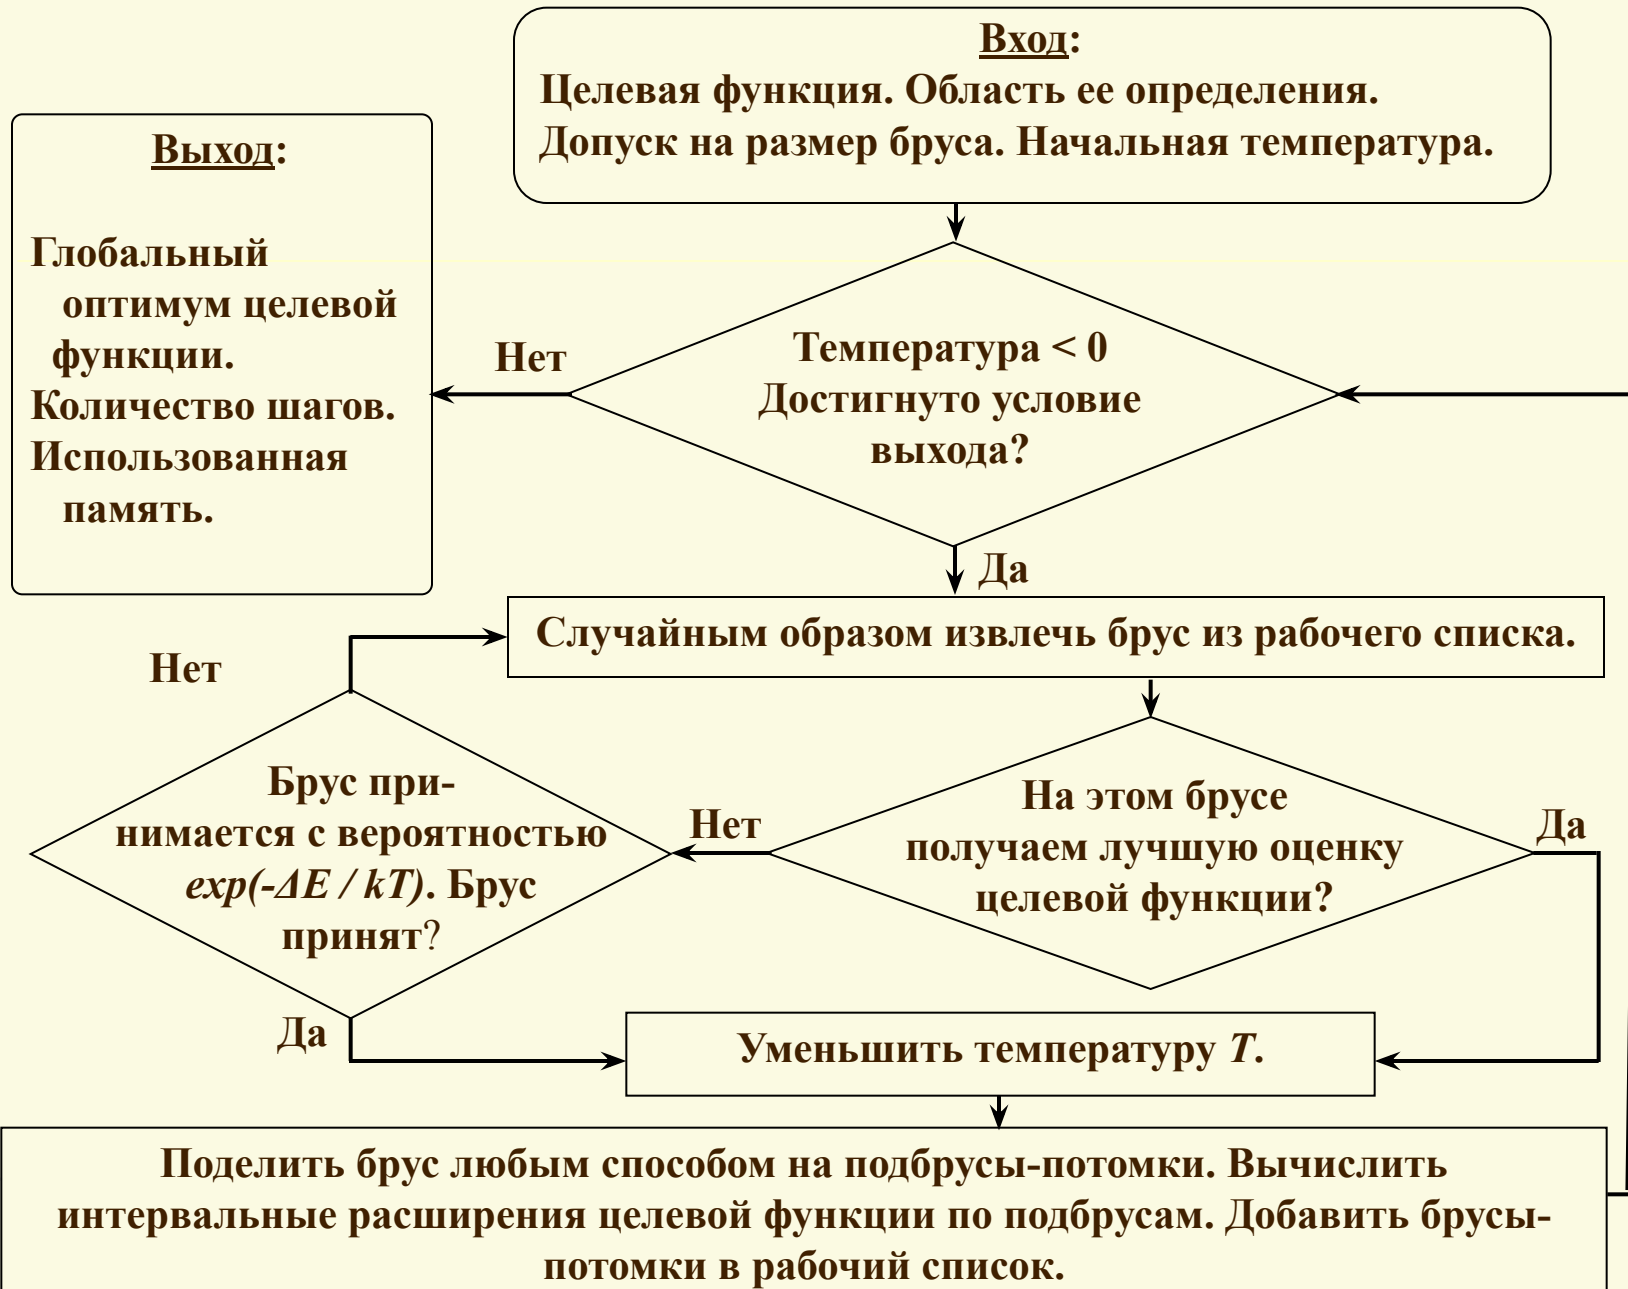 Вход:
Целевая функция. Область ее определения.
Допуск на размер бруса. Начальная температура.
Выход:
Глобальный
оптимум целевой
функции.
Количество шагов.
Использованная
память.
Нет
Температура < 0
Достигнуто условие
выхода?
Да
Случайным образом извлечь брус из рабочего списка.
Нет
Брус при-
нимается с вероятностью
exp(-ΔE / kT). Брус
принят?
Нет
На этом брусе
получаем лучшую оценку
целевой функции?
Да
Да
Уменьшить температуру T.
Поделить брус любым способом на подбрусы-потомки. Вычислить
интервальные расширения целевой функции по подбрусам. Добавить брусы-
потомки в рабочий список.